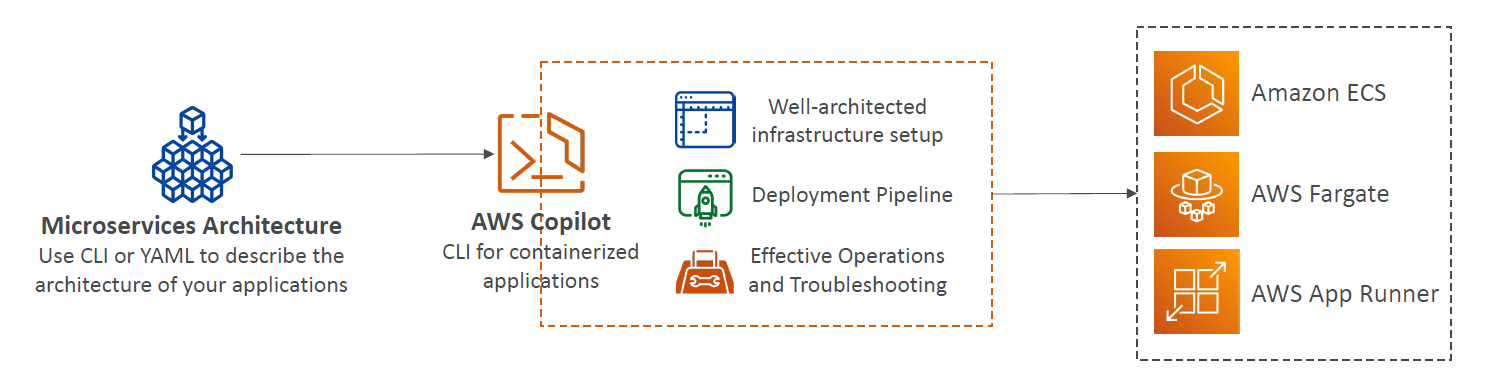 Microservices Architecture
Use CLI or YAML to describe the
architecture of your applications
AWS Copilot
CLI for containerized
applications
Well-architected
infrastructure setup
Deployment Pipeline
Effective Operations
and Troubleshooting
Amazon ECS
AWS Fargate
AWS App Runner